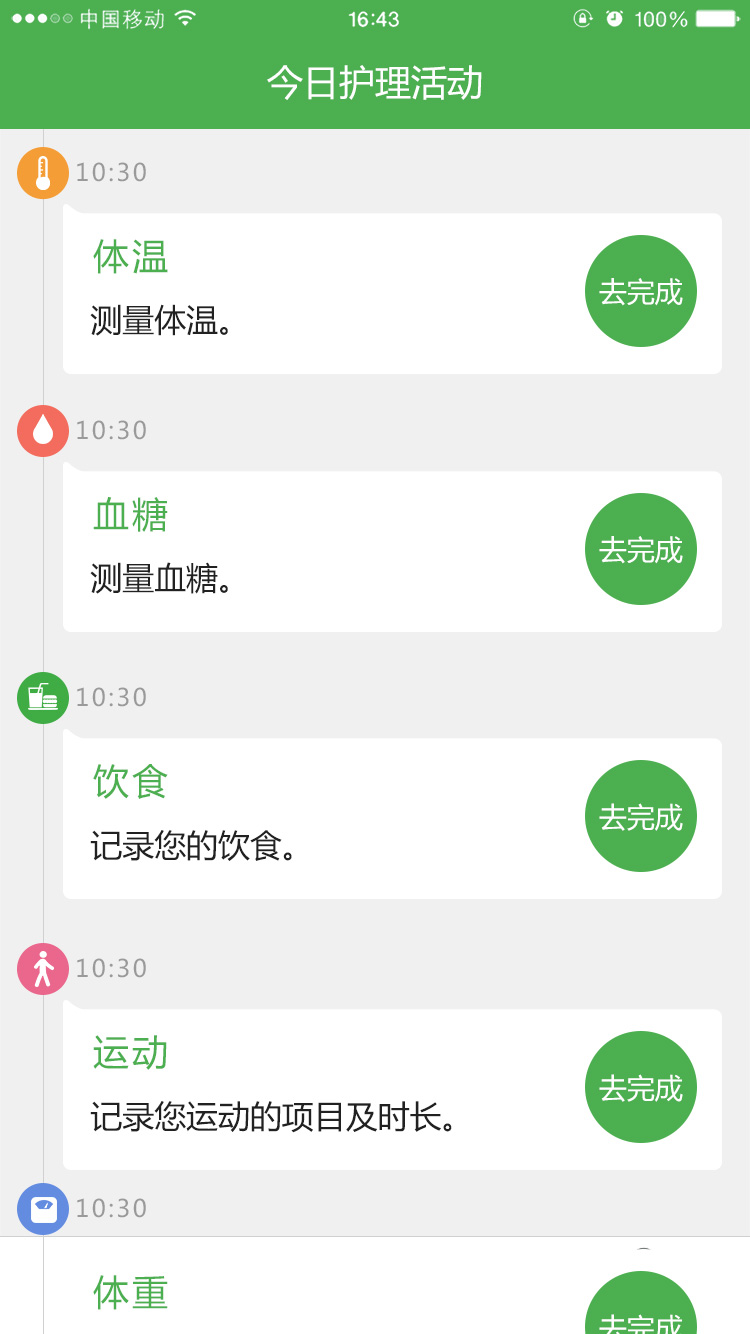 中国移动 16:43 100%
今日护理活动
10:30
体温
测量体温。
去完成
10:30
血糖
测量血糖。
去完成
10:30
饮食
记录您的饮食。
去完成
10:30
运动
记录您运动的项目及时长。
去完成
10:30
体重
去完成